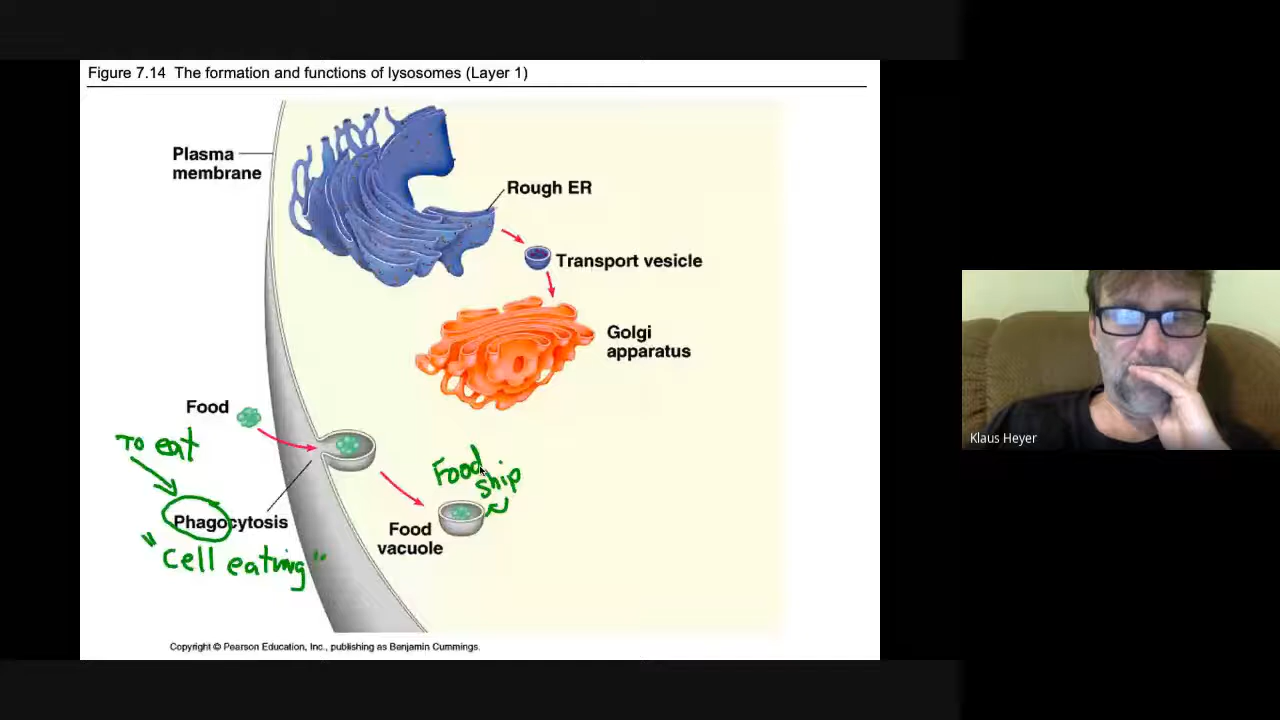 Figure 7.14 The formation and functions of lysosomes (Layer 1)
Plasma
membrane
Rough ER
Transport vesicle
Golgi
apparatus
Food
To eat
Phagocytosis
"Cell eating"
Food
ship
Food
vacuole
Copyright © Pearson Education, Inc., publishing as Benjamin Cummings.
Klaus Heyer